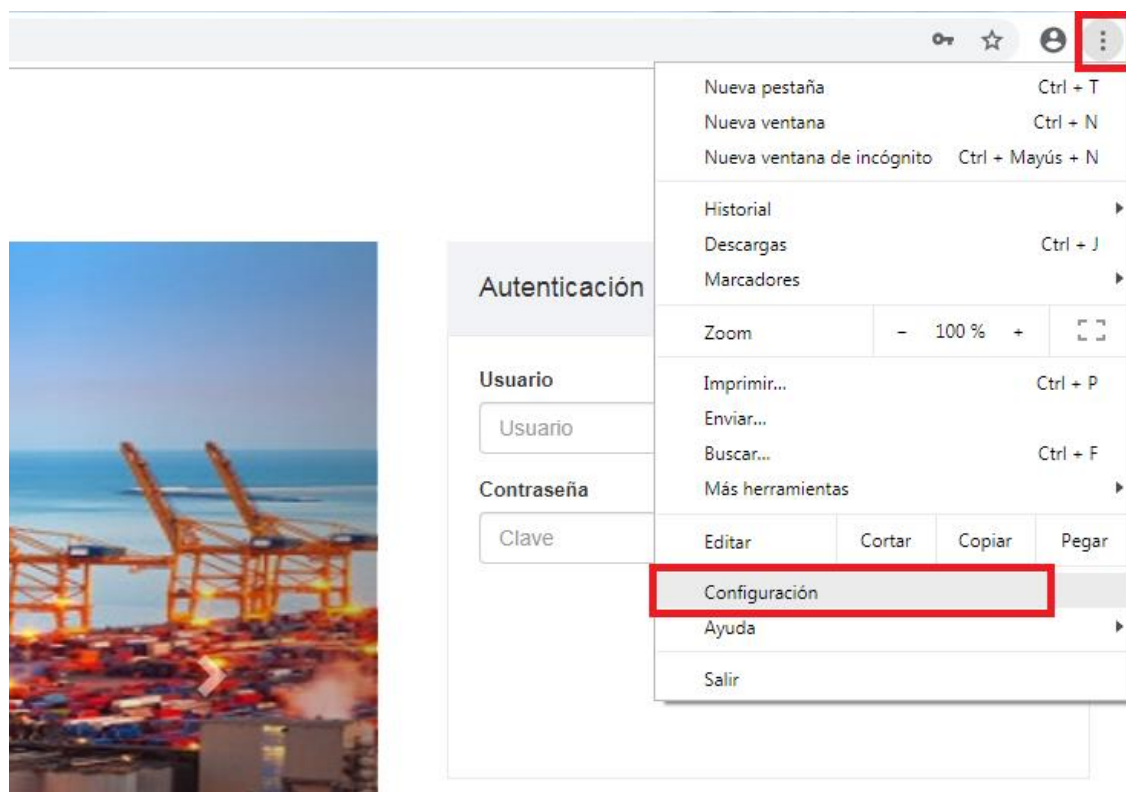 Nueva pestaña Ctrl + T
Nueva ventana Ctrl + N
Nueva ventana de incógnito Ctrl + Mayús + N
Historial
Descargas Ctrl + J
Marcadores
Zoom - 100 % +
Imprimir... Ctrl + P
Enviar...
Buscar... Ctrl + F
Más herramientas
Editar Cortar Copiar Pegar
Configuración
Ayuda
Salir
Autenticación
Usuario
Usuario
Contraseña
Clave